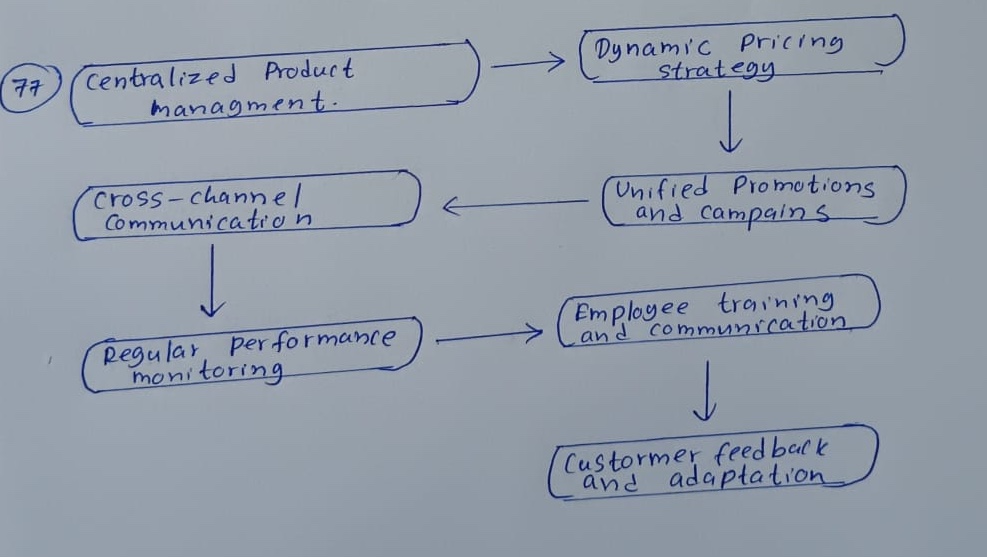 77
Centralized Product
managment.
Dynamic Pricing
strategy
Unified Promotions
and campains
Cross-channel
Communication
Regular performance
monitoring
Employee training
and communication
Custormer feedback
and adaptation